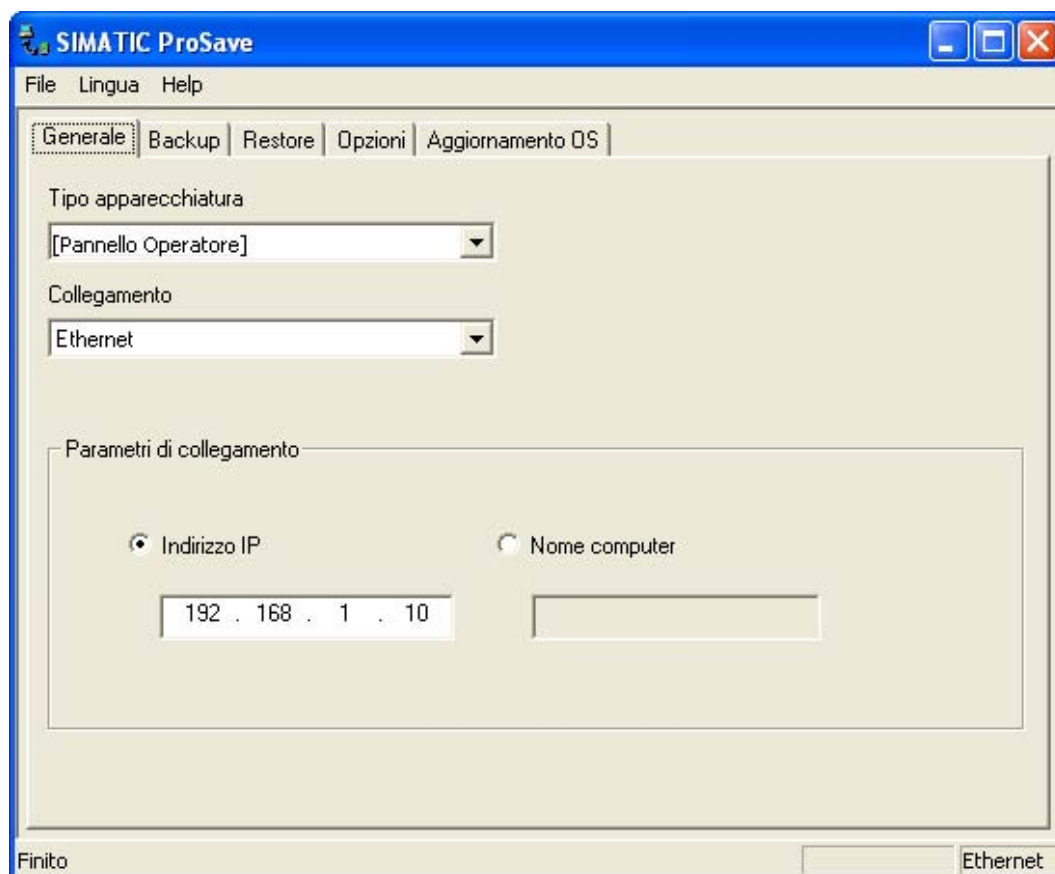 SIMATIC ProSave
File Lingua Help
Generale Backup Restore Opzioni Aggiornamento OS
Tipo apparecchiatura
[Pannello Operatore]
Collegamento
Ethernet
Parametri di collegamento
Indirizzo IP Nome computer
192 . 168 . 1 . 10
Finito Ethernet